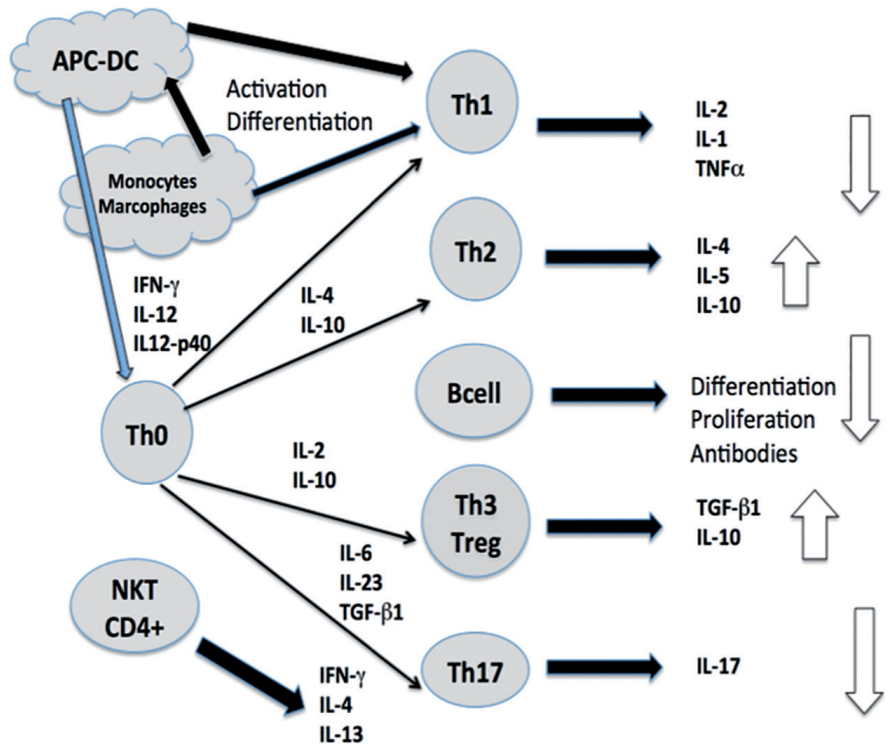 APC-DC
Activation
Differentiation
Monocytes
Marcophages
Th1
IL-2
IL-1
TNFα
Th2
IL-4
IL-5
IL-10
IFN-γ
IL-12
IL12-p40
IL-4
IL-10
Th0
Bcell
Differentiation
Proliferation
Antibodies
IL-2
IL-10
Th3
Treg
TGF-β1
IL-10
IL-6
IL-23
TGF-β1
NKT
CD4+
IFN-γ
IL-4
IL-13
Th17
IL-17